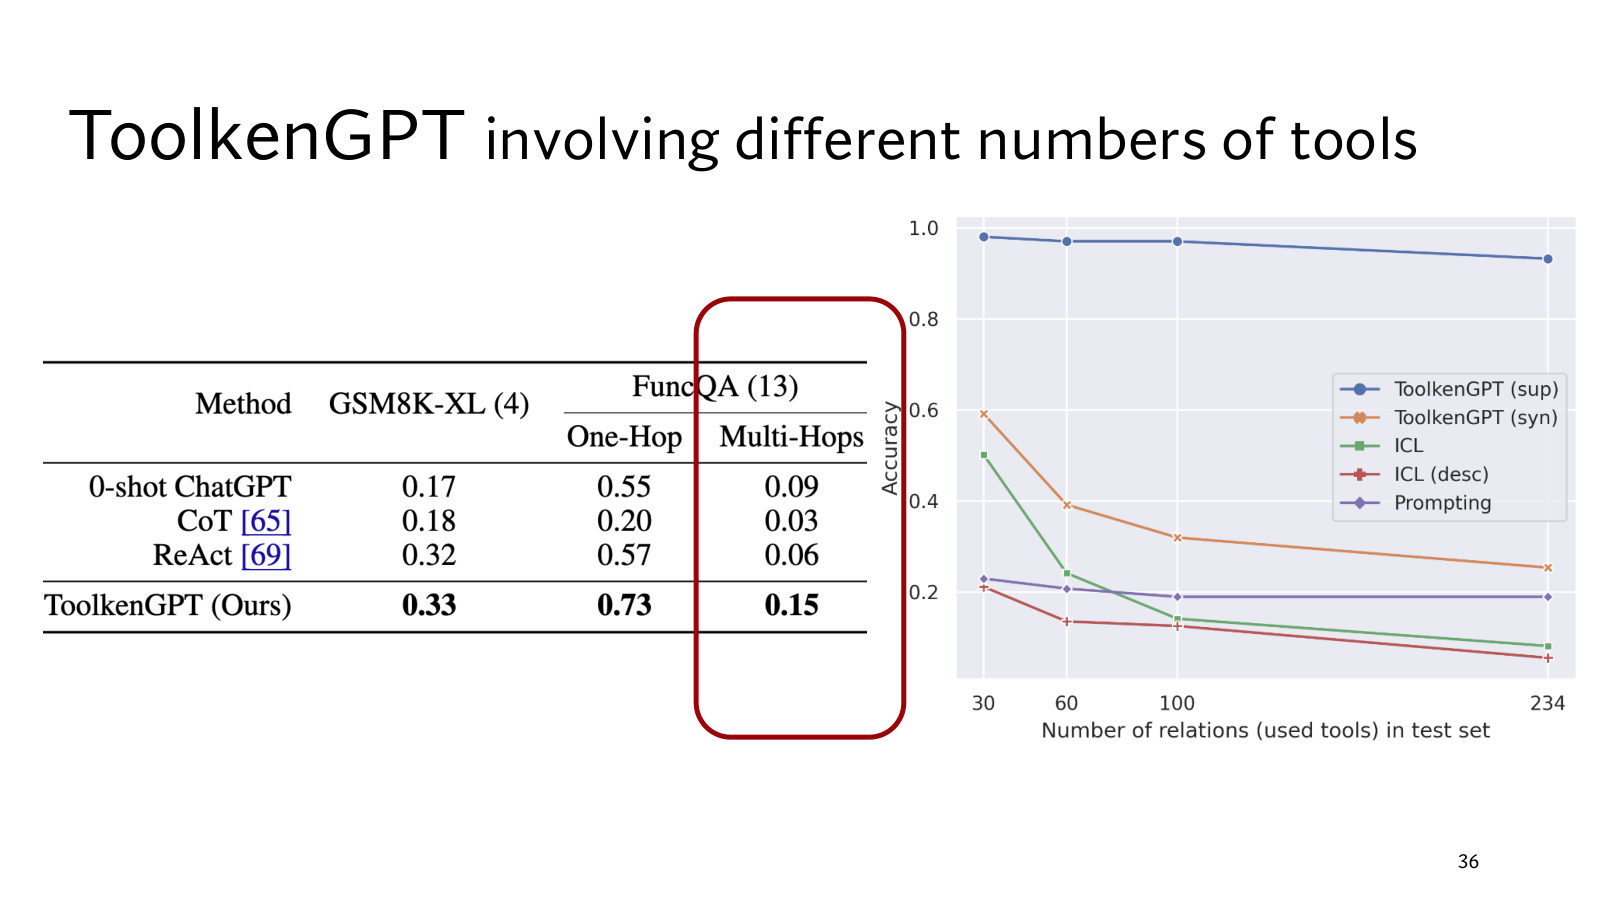 ToolkenGPT involving different numbers of tools
Method GSM8K-XL (4) FuncQA (13)
One-Hop Multi-Hops
0-shot ChatGPT 0.17 0.55 0.09
CoT [65] 0.18 0.20 0.03
ReAct [69] 0.32 0.57 0.06
ToolkenGPT (Ours) 0.33 0.73 0.15
1.0
0.8
0.6
0.4
0.2
Accuracy
ToolkenGPT (sup)
ToolkenGPT (syn)
ICL
ICL (desc)
Prompting
30 60 100 234
Number of relations (used tools) in test set
36